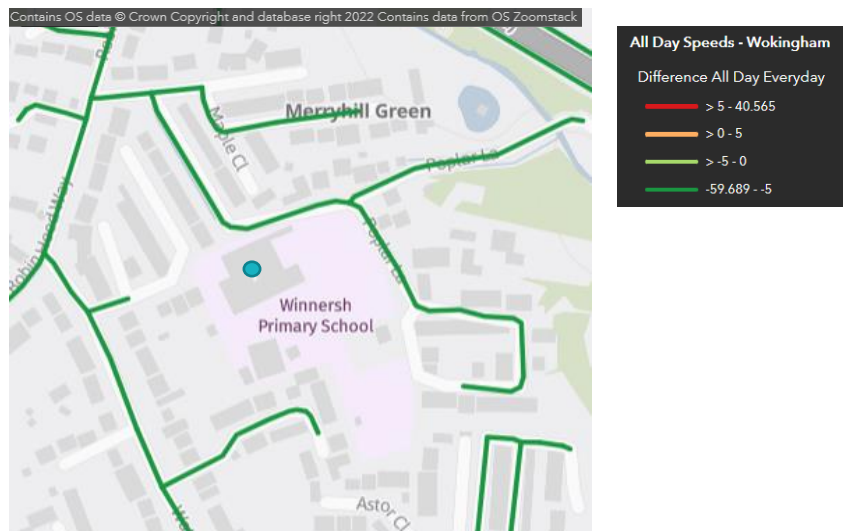 Contains OS data © Crown Copyright and database right 2022 Contains data from OS Zoomstack
All Day Speeds - Wokingham
Difference All Day Everyday
> 5 - 40.565
> 0 - 5
> -5 - 0
-59.689 - -5
Merryhill Green
Maple Cl
Poplar La
Robin Hood Way
Poplar La
Winnersh
Primary School
Astor Cl